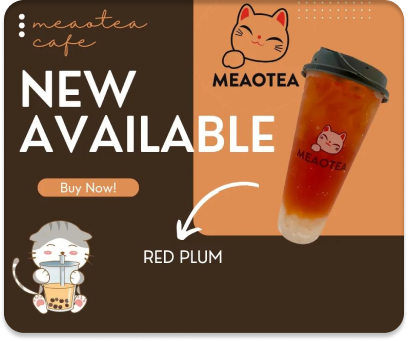 meaotea
cafe
MEAOTEA
NEW
AVAILABLE
MEAOTEA
Buy Now!
RED PLUM